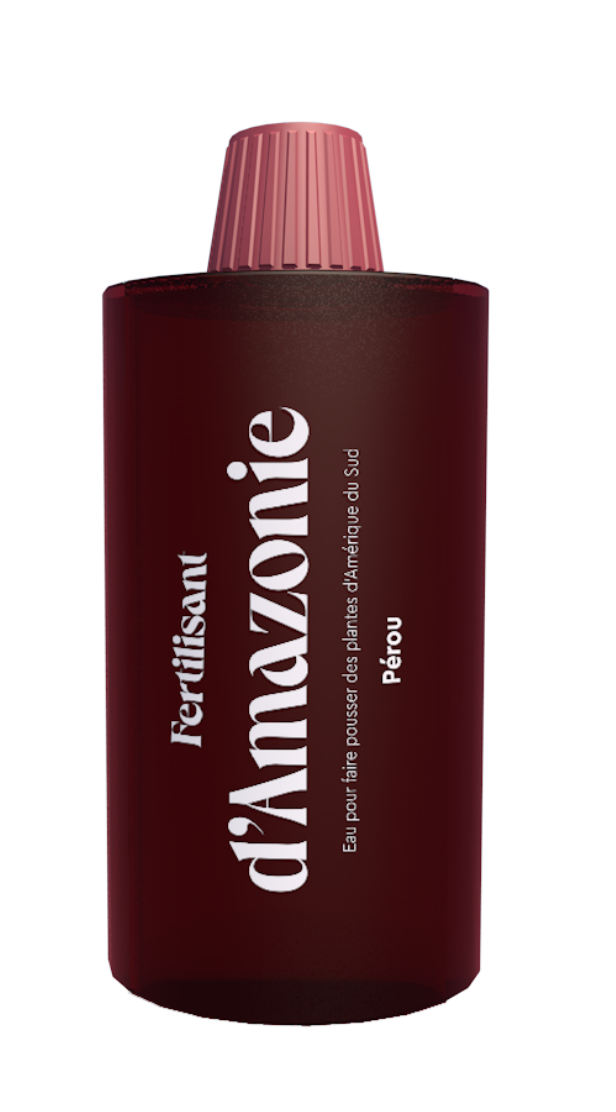 Fertilisant
d'Amazonie
Eau pour faire pousser des plantes d'Amérique du Sud
Pérou